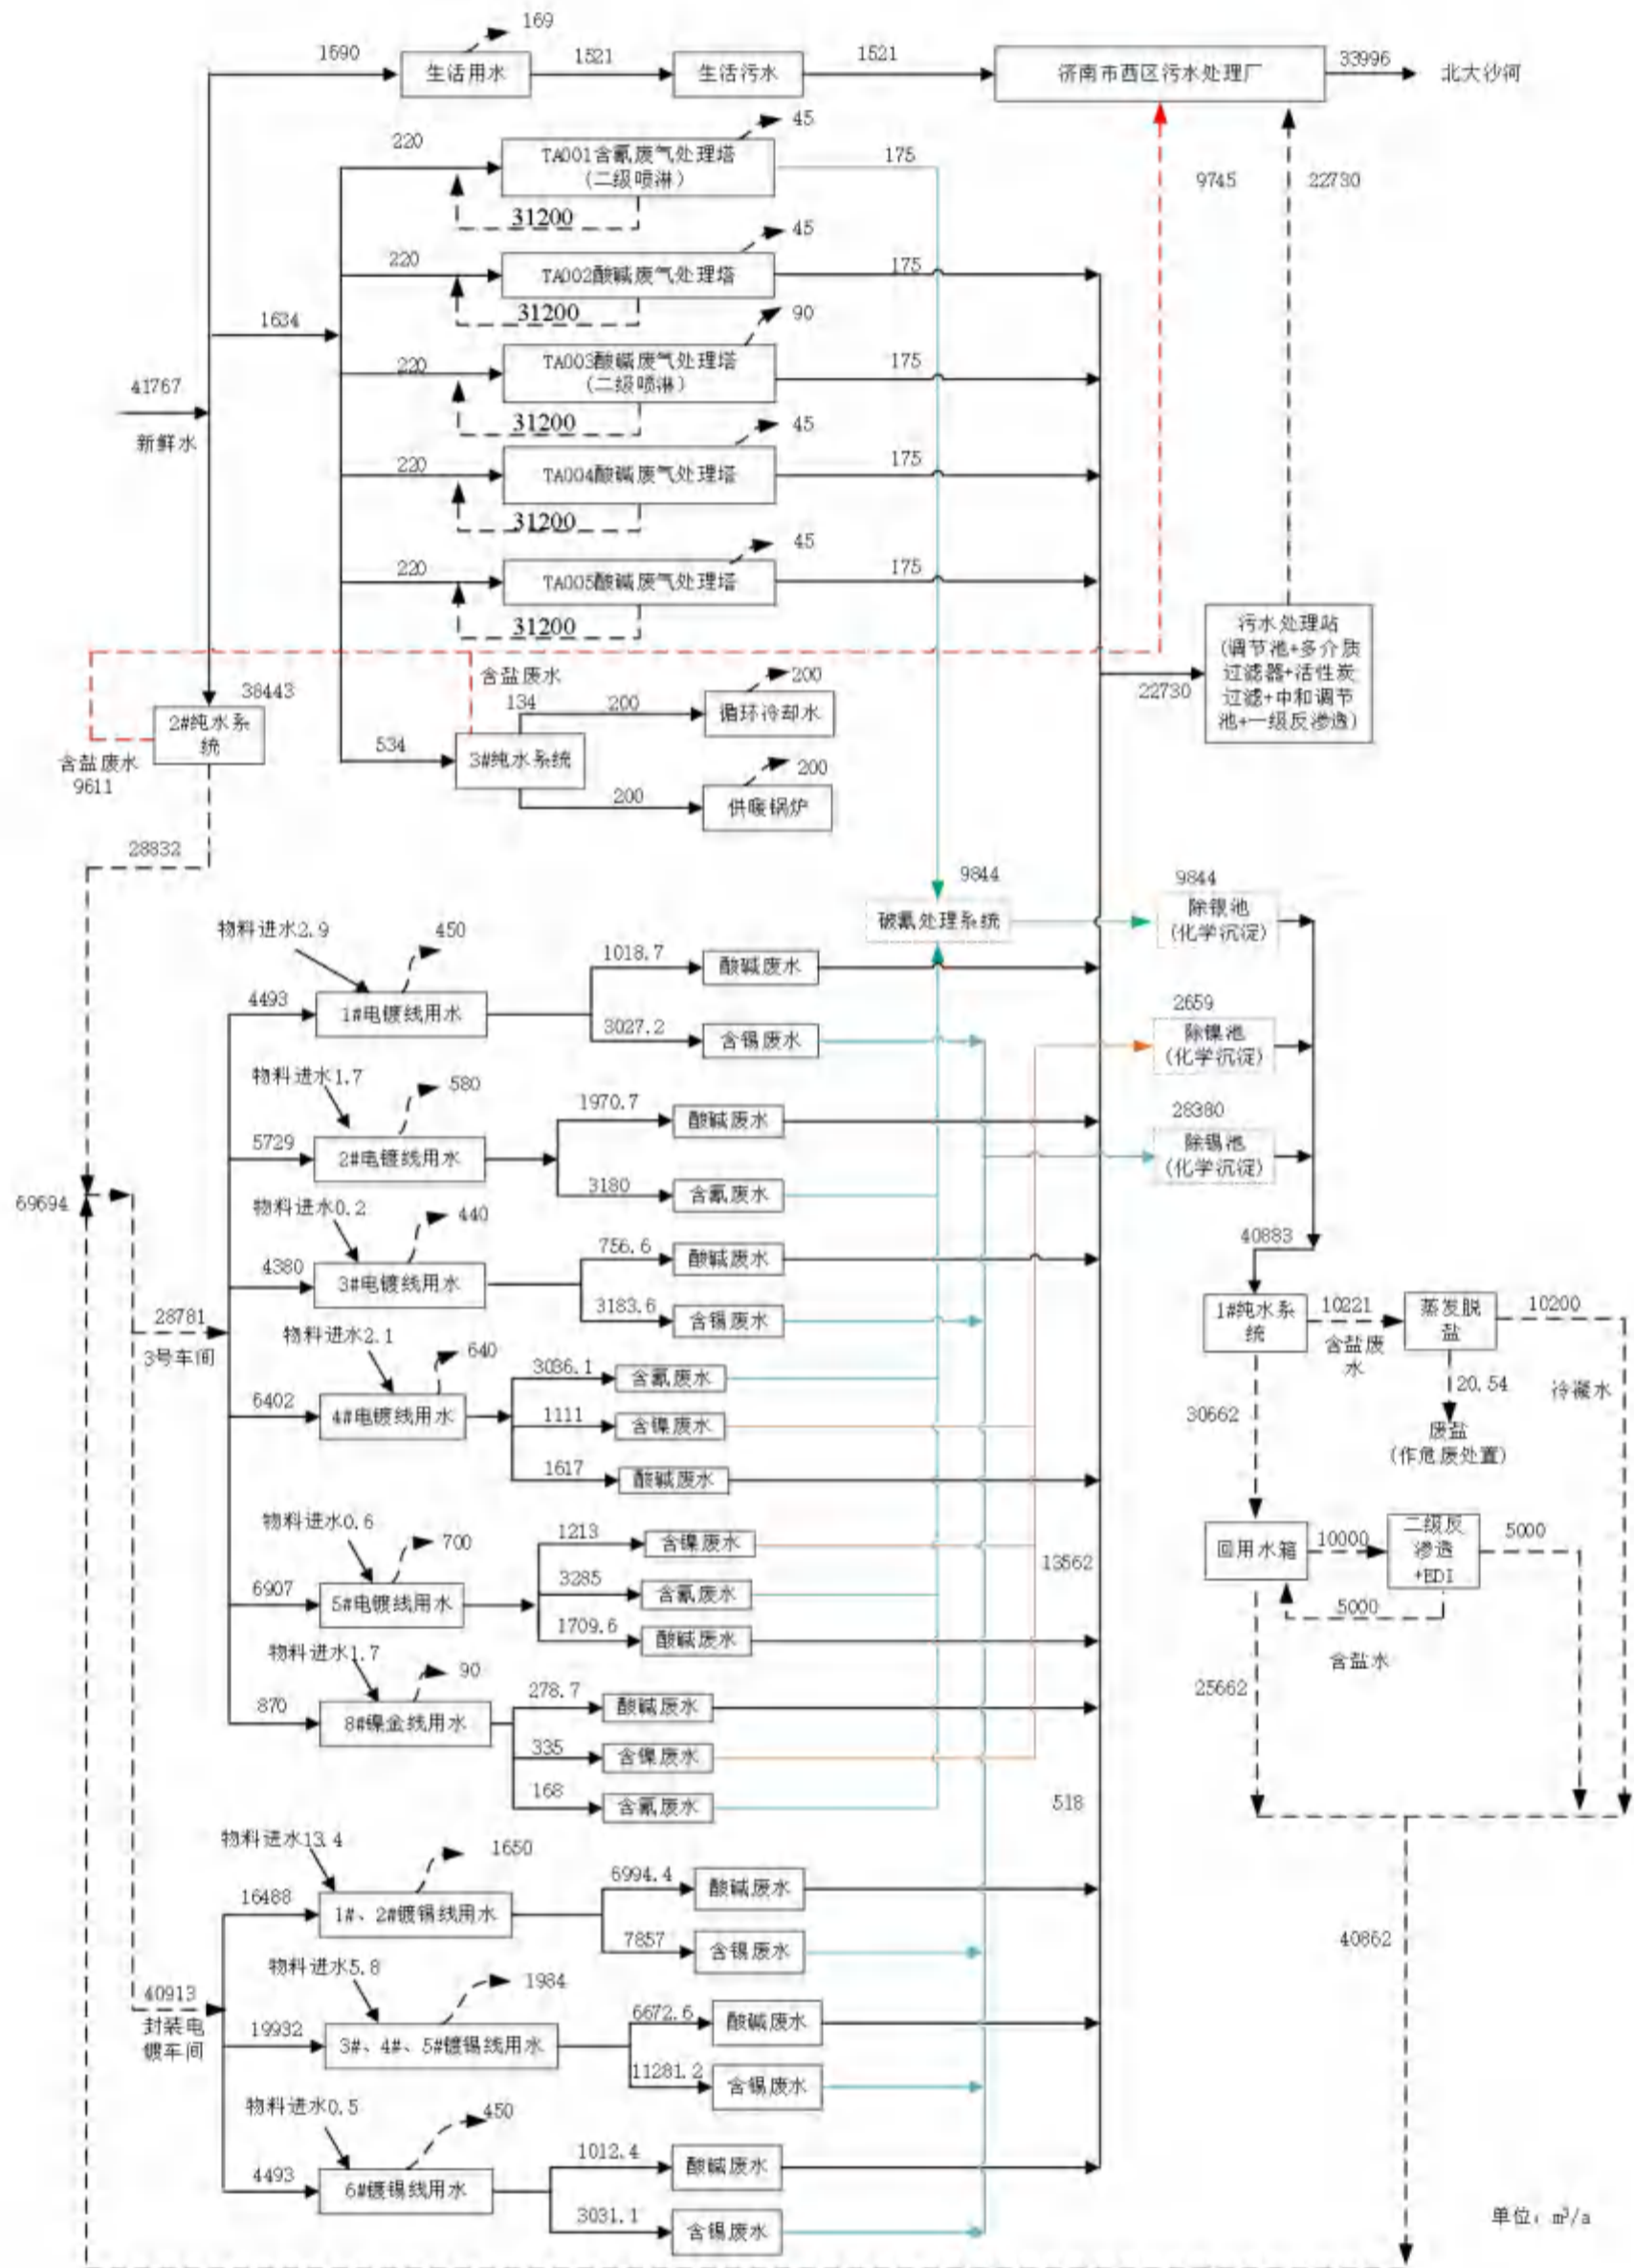 169
1690
生活用水
1521
生活污水
1521
济南市西区污水处理厂
33996
北大沙河
45
220
TA001含氰废气处理塔
(二级喷淋)
175
31200
9745
22730
45
220
TA002酸碱废气处理塔
175
31200
90
1634
220
TA003酸碱废气处理塔
(二级喷淋)
175
31200
41767
新鲜水
45
220
TA004酸碱废气处理塔
175
31200
45
220
TA005酸碱废气处理塔
175
31200
污水处理站
(调节池+多介质
过滤器+活性炭
过滤+中和调节
池+一级反渗透)
22730
38443
2#纯水系
统
含盐废水
9611
含盐废水
134
200
200
循环冷却水
534
3#纯水系统
200
200
供暖锅炉
28832
9844
破氰处理系统
9844
除银池
(化学沉淀)
2659
除镍池
(化学沉淀)
28380
除锡池
(化学沉淀)
物料进水2.9
450
4493
1#电镀线用水
1018.7
酸碱废水
3027.2
含锡废水
物料进水1.7
580
5729
2#电镀线用水
1970.7
酸碱废水
3180
含氰废水
69694
物料进水0.2
440
4380
3#电镀线用水
756.6
酸碱废水
3183.6
含锡废水
28781
3号车间
物料进水2.1
640
6402
4#电镀线用水
3036.1
含氰废水
1111
含镍废水
1617
酸碱废水
40883
1#纯水系
统
10221
含盐废
水
蒸发脱
盐
10200
冷凝水
20.54
废盐
(作危废处置)
30662
物料进水0.6
700
6907
5#电镀线用水
1213
含镍废水
3285
含氰废水
1709.6
酸碱废水
13562
回用水箱
10000
二级反
渗透
+EDI
5000
5000
含盐水
25662
物料进水1.7
90
870
8#镍金线用水
278.7
酸碱废水
335
含镍废水
168
含氰废水
518
物料进水13.4
1650
16488
1#、2#镀锡线用水
6994.4
酸碱废水
7857
含锡废水
40862
40913
封装电
镀车间
物料进水5.8
1984
19932
3#、4#、5#镀锡线用水
6672.6
酸碱废水
11281.2
含锡废水
物料进水0.5
450
4493
6#镀锡线用水
1012.4
酸碱废水
3031.1
含锡废水
单位：m³/a